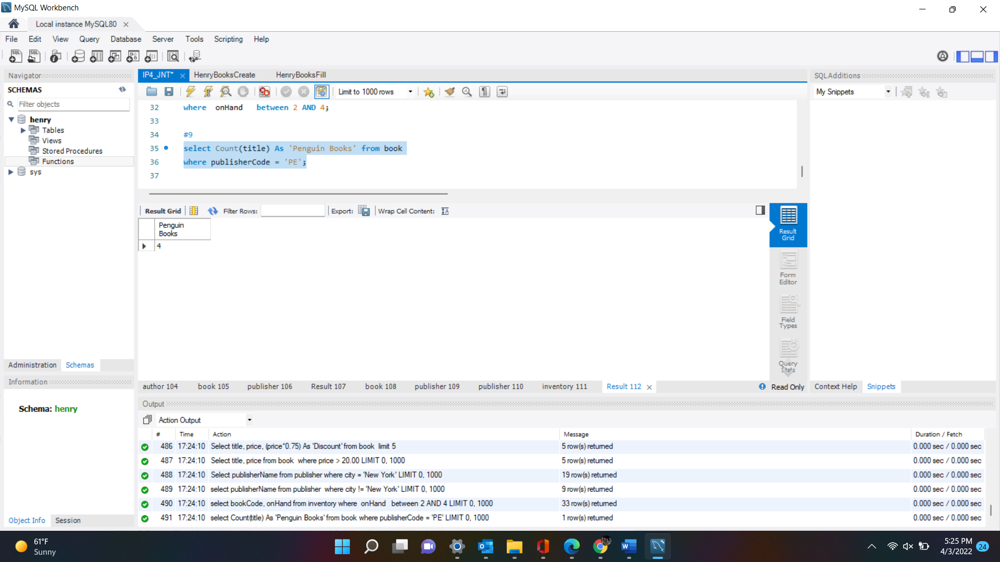 MySQL Workbench
Local instance MySQL80
File Edit View Query Database Server Tools Scripting Help
Navigator
SCHEMAS
Filter objects
henry
Tables
Views
Stored Procedures
Functions
sys
Administration Schemas
Information
Schema: henry
Object Info Session
IP4_JNT* HenryBooksCreate HenryBooksFill
Limit to 1000 rows
32 where onHand between 2 AND 4;
33
34 #9
35 select Count(title) As 'Penguin Books' from book
36 where publisherCode = 'PE';
37
Result Grid Filter Rows: Export: Wrap Cell Content:
Penguin
Books
4
Result
Grid
Form
Editor
Field
Types
Query
Stats
author 104 book 105 publisher 106 Result 107 book 108 publisher 109 publisher 110 inventory 111 Result 112 Read Only
SQLAdditions
My Snippets
Context Help Snippets
Output
Action Output
# Time Action Message Duration / Fetch
486 17:24:10 Select title, price, (price*0.75) As 'Discount' from book limit 5 5 row(s) returned 0.000 sec / 0.000 sec
487 17:24:10 Select title, price from book where price > 20.00 LIMIT 0, 1000 5 row(s) returned 0.000 sec / 0.000 sec
488 17:24:10 Select publisherName from publisher where city = 'New York' LIMIT 0, 1000 19 row(s) returned 0.000 sec / 0.000 sec
489 17:24:10 select publisherName from publisher where city != 'New York' LIMIT 0, 1000 9 row(s) returned 0.000 sec / 0.000 sec
490 17:24:10 select bookCode, onHand from inventory where onHand between 2 AND 4 LIMIT 0, 1000 33 row(s) returned 0.000 sec / 0.000 sec
491 17:24:10 select Count(title) As 'Penguin Books' from book where publisherCode = 'PE' LIMIT 0, 1000 1 row(s) returned 0.000 sec / 0.000 sec
61°F
Sunny
5:25 PM
4/3/2022
24